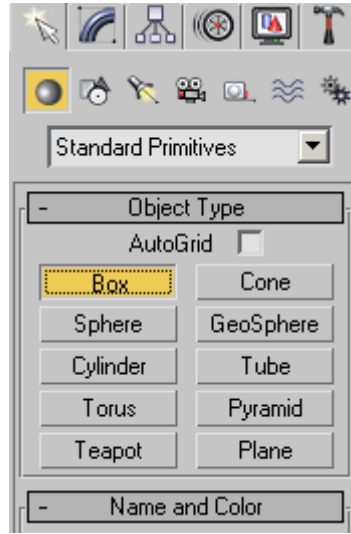 Standard Primitives
- Object Type
AutoGrid
Box Cone
Sphere GeoSphere
Cylinder Tube
Torus Pyramid
Teapot Plane
- Name and Color